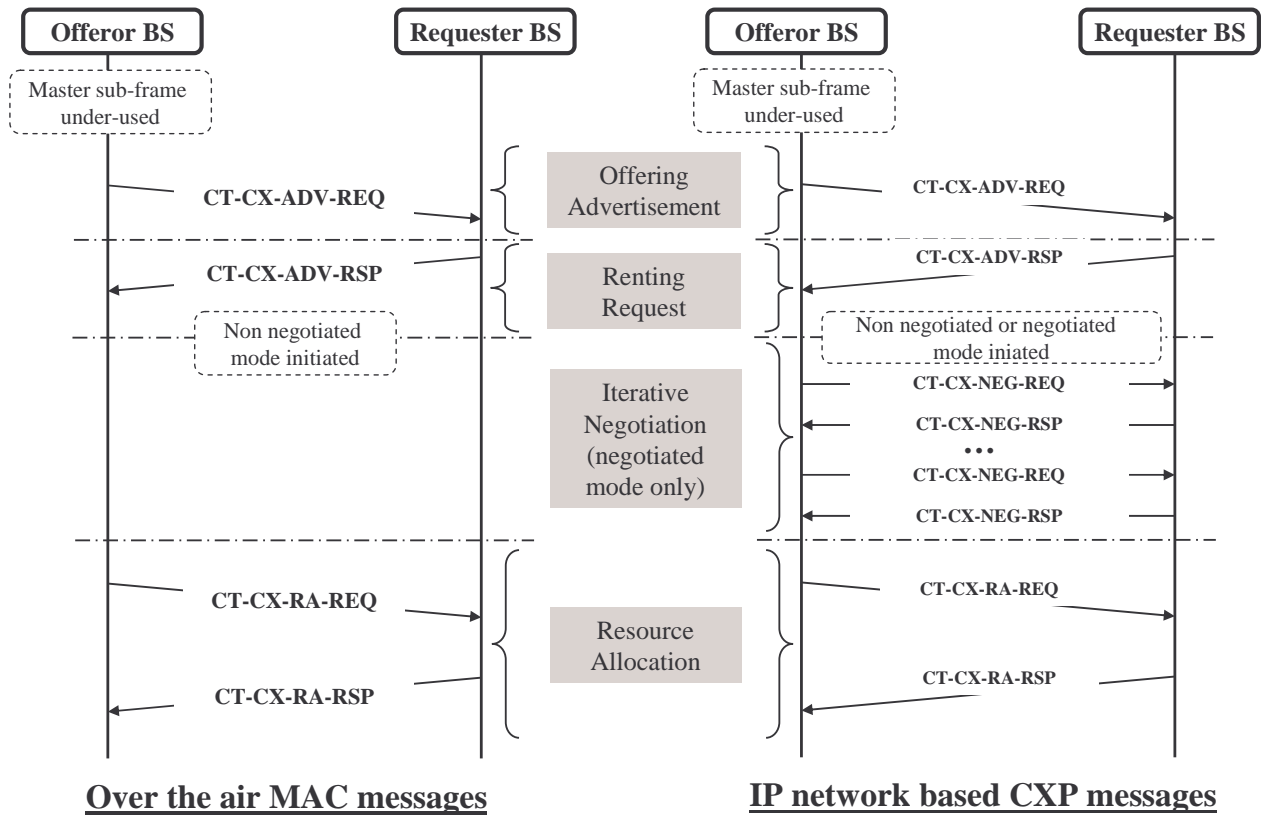 Offeror BS
Requester BS
Offeror BS
Requester BS
Master sub-frame
under-used
Master sub-frame
under-used
CT-CX-ADV-REQ
Offering
Advertisement
CT-CX-ADV-REQ
CT-CX-ADV-RSP
Renting
Request
CT-CX-ADV-RSP
Non negotiated
mode initiated
Non negotiated or negotiated
mode iniated
Iterative
Negotiation
(negotiated
mode only)
CT-CX-NEG-REQ
CT-CX-NEG-RSP
...
CT-CX-NEG-REQ
CT-CX-NEG-RSP
CT-CX-RA-REQ
CT-CX-RA-REQ
Resource
Allocation
CT-CX-RA-RSP
CT-CX-RA-RSP
Over the air MAC messages
IP network based CXP messages